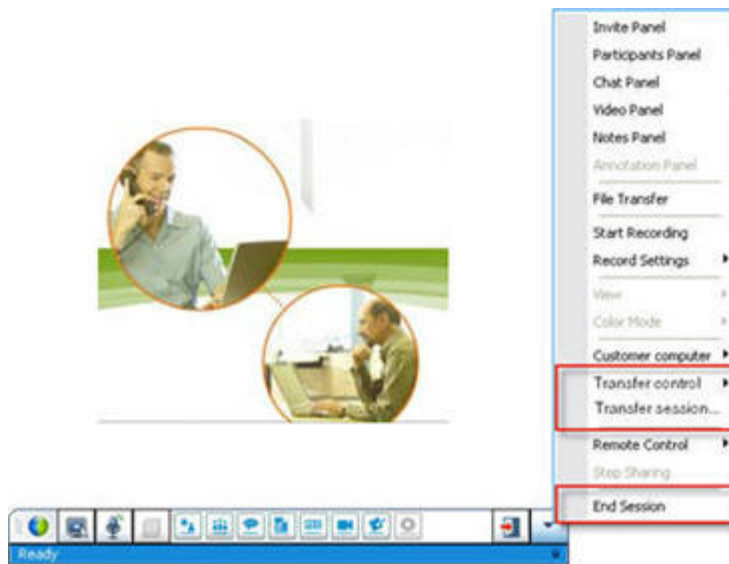 Invite Panel
Participants Panel
Chat Panel
Video Panel
Notes Panel
Annotation Panel
File Transfer
Start Recording
Record Settings
View
Color Mode
Customer computer
Transfer control
Transfer session...
Remote Control
Stop Sharing
End Session
Ready